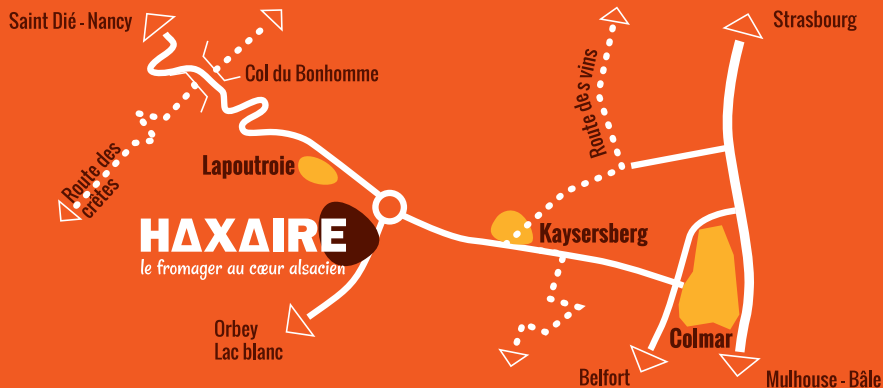 Saint Dié - Nancy
Strasbourg
Col du Bonhomme
Route des vins
Route des
crêtes
Lapoutroie
HAXAIRE
le fromager au cœur alsacien
Kaysersberg
Orbey
Lac blanc
Colmar
Belfort
Mulhouse - Bâle